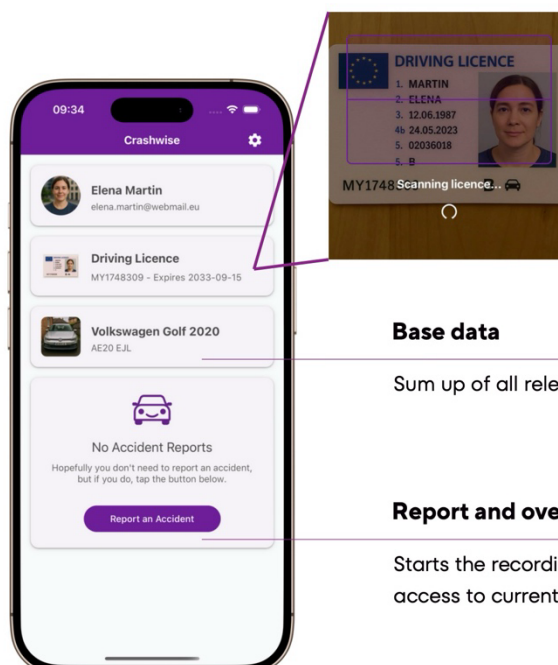 09:34
Crashwise
Elena Martin
elena.martin@webmail.eu
Driving Licence
MY1748309 - Expires 2033-09-15
Volkswagen Golf 2020
AE20 EJL
No Accident Reports
Hopefully you don't need to report an accident,
but if you do, tap the button below.
Report an Accident
DRIVING LICENCE
1. MARTIN
2. ELENA
3. 12.06.1987
4b 24.05.2023
5. 02036018
5. B
MY1748
Scanning licence...
Base data
Sum up of all rele
Report and ove
Starts the recordi
access to current